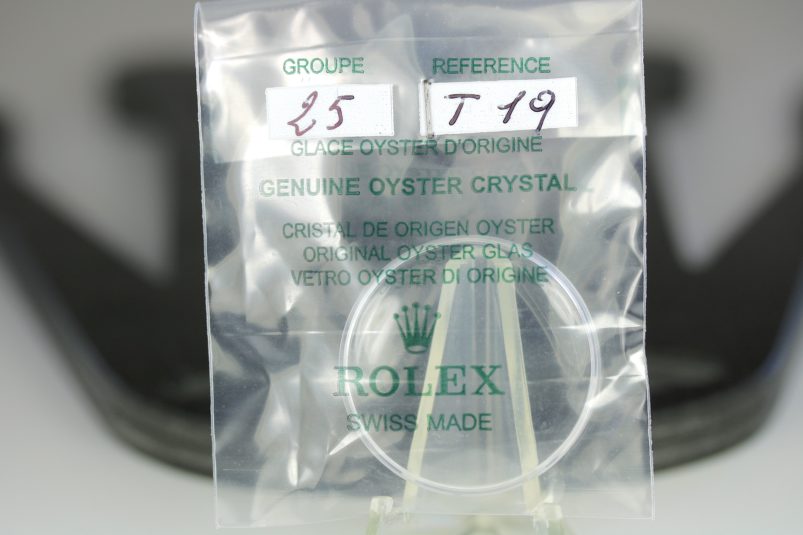 GROUPE REFERENCE
25 T 19
GLACE OYSTER D'ORIGINE
GENUINE OYSTER CRYSTAL
CRISTAL DE ORIGEN OYSTER
ORIGINAL OYSTER GLAS
VETRO OYSTER DI ORIGINE
ROLEX
SWISS MADE